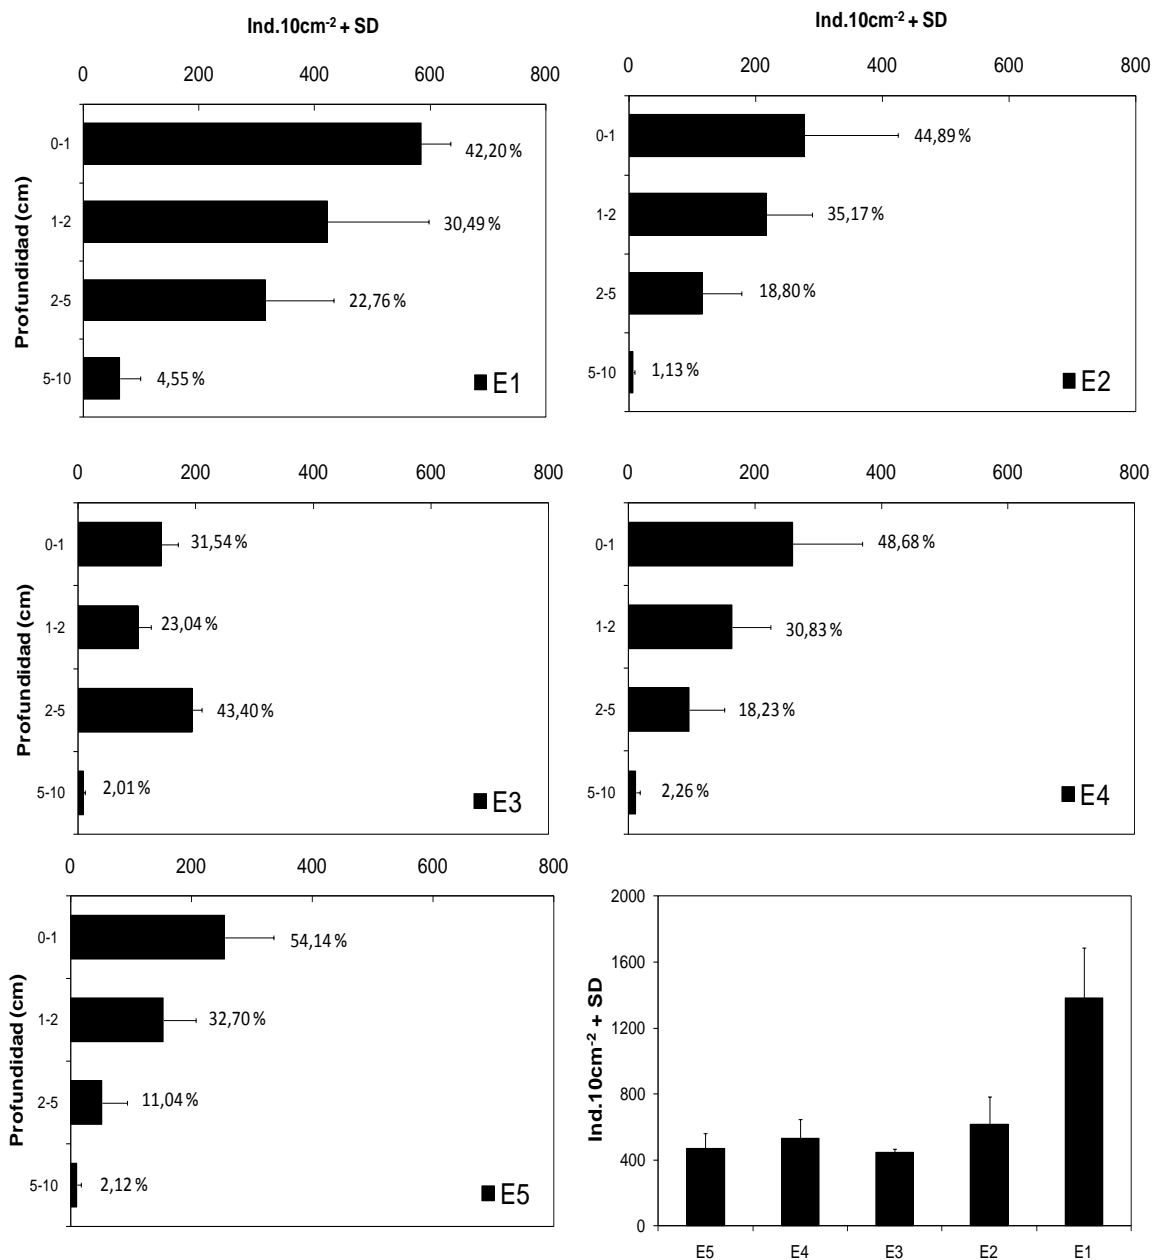 Ind.10cm⁻² + SD
0 200 400 600 800
Profundidad (cm)
0-1 42,20 %
1-2 30,49 %
2-5 22,76 %
5-10 4,55 %
E1
Ind.10cm⁻² + SD
0 200 400 600 800
0-1 44,89 %
1-2 35,17 %
2-5 18,80 %
5-10 1,13 %
E2
0 200 400 600 800
Profundidad (cm)
0-1 31,54 %
1-2 23,04 %
2-5 43,40 %
5-10 2,01 %
E3
0 200 400 600 800
0-1 48,68 %
1-2 30,83 %
2-5 18,23 %
5-10 2,26 %
E4
0 200 400 600 800
Profundidad (cm)
0-1 54,14 %
1-2 32,70 %
2-5 11,04 %
5-10 2,12 %
E5
Ind.10cm⁻² + SD
2000
1600
1200
800
400
0
E5 E4 E3 E2 E1